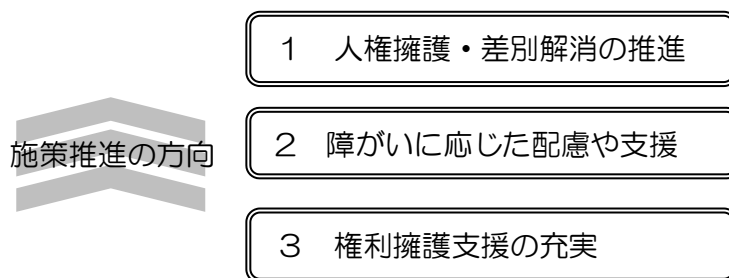 １　人権擁護・差別解消の推進
施策推進の方向
２　障がいに応じた配慮や支援
３　権利擁護支援の充実